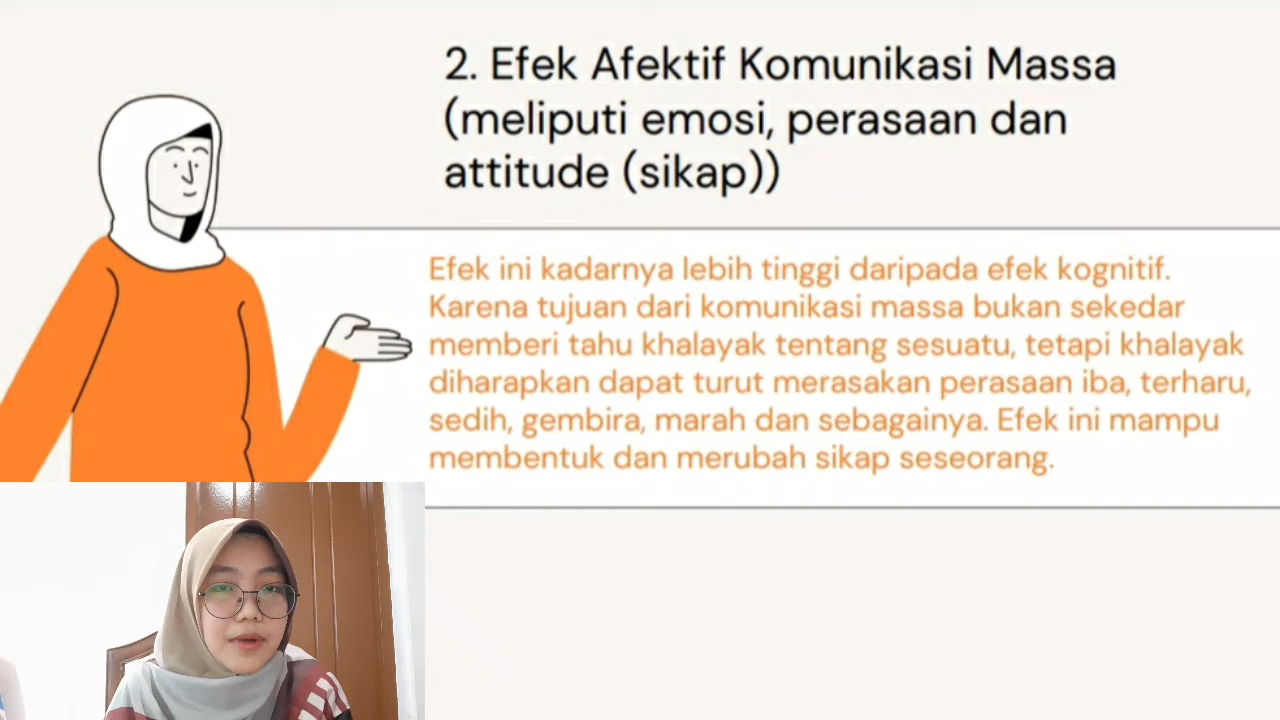 2. Efek Afektif Komunikasi Massa
(meliputi emosi, perasaan dan
attitude (sikap))
Efek ini kadarnya lebih tinggi daripada efek kognitif.
Karena tujuan dari komunikasi massa bukan sekedar
memberi tahu khalayak tentang sesuatu, tetapi khalayak
diharapkan dapat turut merasakan perasaan iba, terharu,
sedih, gembira, marah dan sebagainya. Efek ini mampu
membentuk dan merubah sikap seseorang.